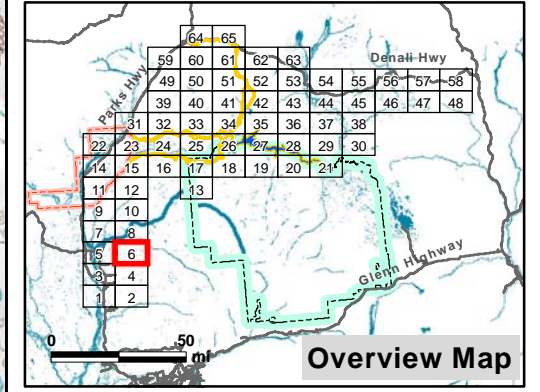 64 65
59 60 61 62 63 Denali Hwy
Parks Hwy
49 50 51 52 53 54 55 56 57 58
39 40 41 42 43 44 45 46 47 48
31 32 33 34 35 36 37 38
22 23 24 25 26 27 28 29 30
14 15 16 17 18 19 20 21
11 12 13
9 10
7 8
5 6
Glenn Highway
3 4
1 2
0 50
mi
Overview Map